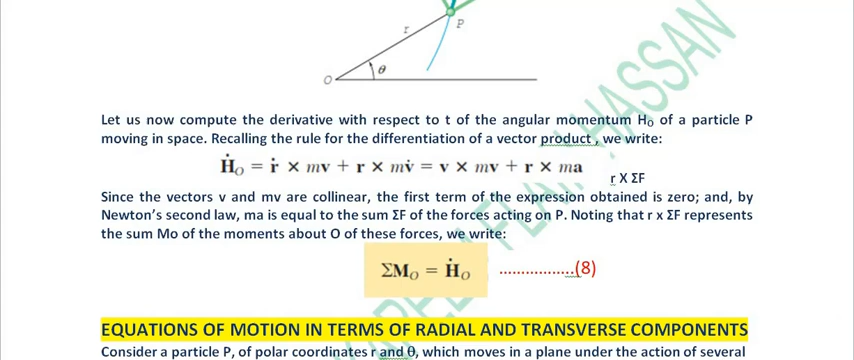 r
P
θ
O
Let us now compute the derivative with respect to t of the angular momentum H₀ of a particle P
moving in space. Recalling the rule for the differentiation of a vector product , we write:
Ḣ_O = ṙ × mv + r × mv̇ = v × mv + r × ma
r X ΣF
Since the vectors v and mv are collinear, the first term of the expression obtained is zero; and, by
Newton's second law, ma is equal to the sum ΣF of the forces acting on P. Noting that r x ΣF represents
the sum Mo of the moments about O of these forces, we write:
ΣM_O = Ḣ_O ..................(8)
EQUATIONS OF MOTION IN TERMS OF RADIAL AND TRANSVERSE COMPONENTS
Consider a particle P, of polar coordinates r and θ, which moves in a plane under the action of several
HASSAN